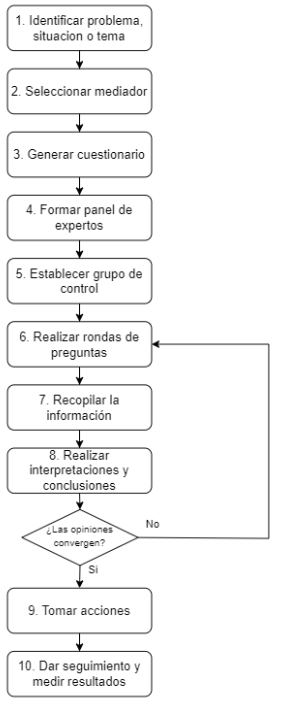 1. Identificar problema,
situacion o tema
2. Seleccionar mediador
3. Generar cuestionario
4. Formar panel de
expertos
5. Establecer grupo de
control
6. Realizar rondas de
preguntas
7. Recopilar la
información
8. Realizar
interpretaciones y
conclusiones
¿Las opiniones
convergen?
No
Si
9. Tomar acciones
10. Dar seguimiento y
medir resultados